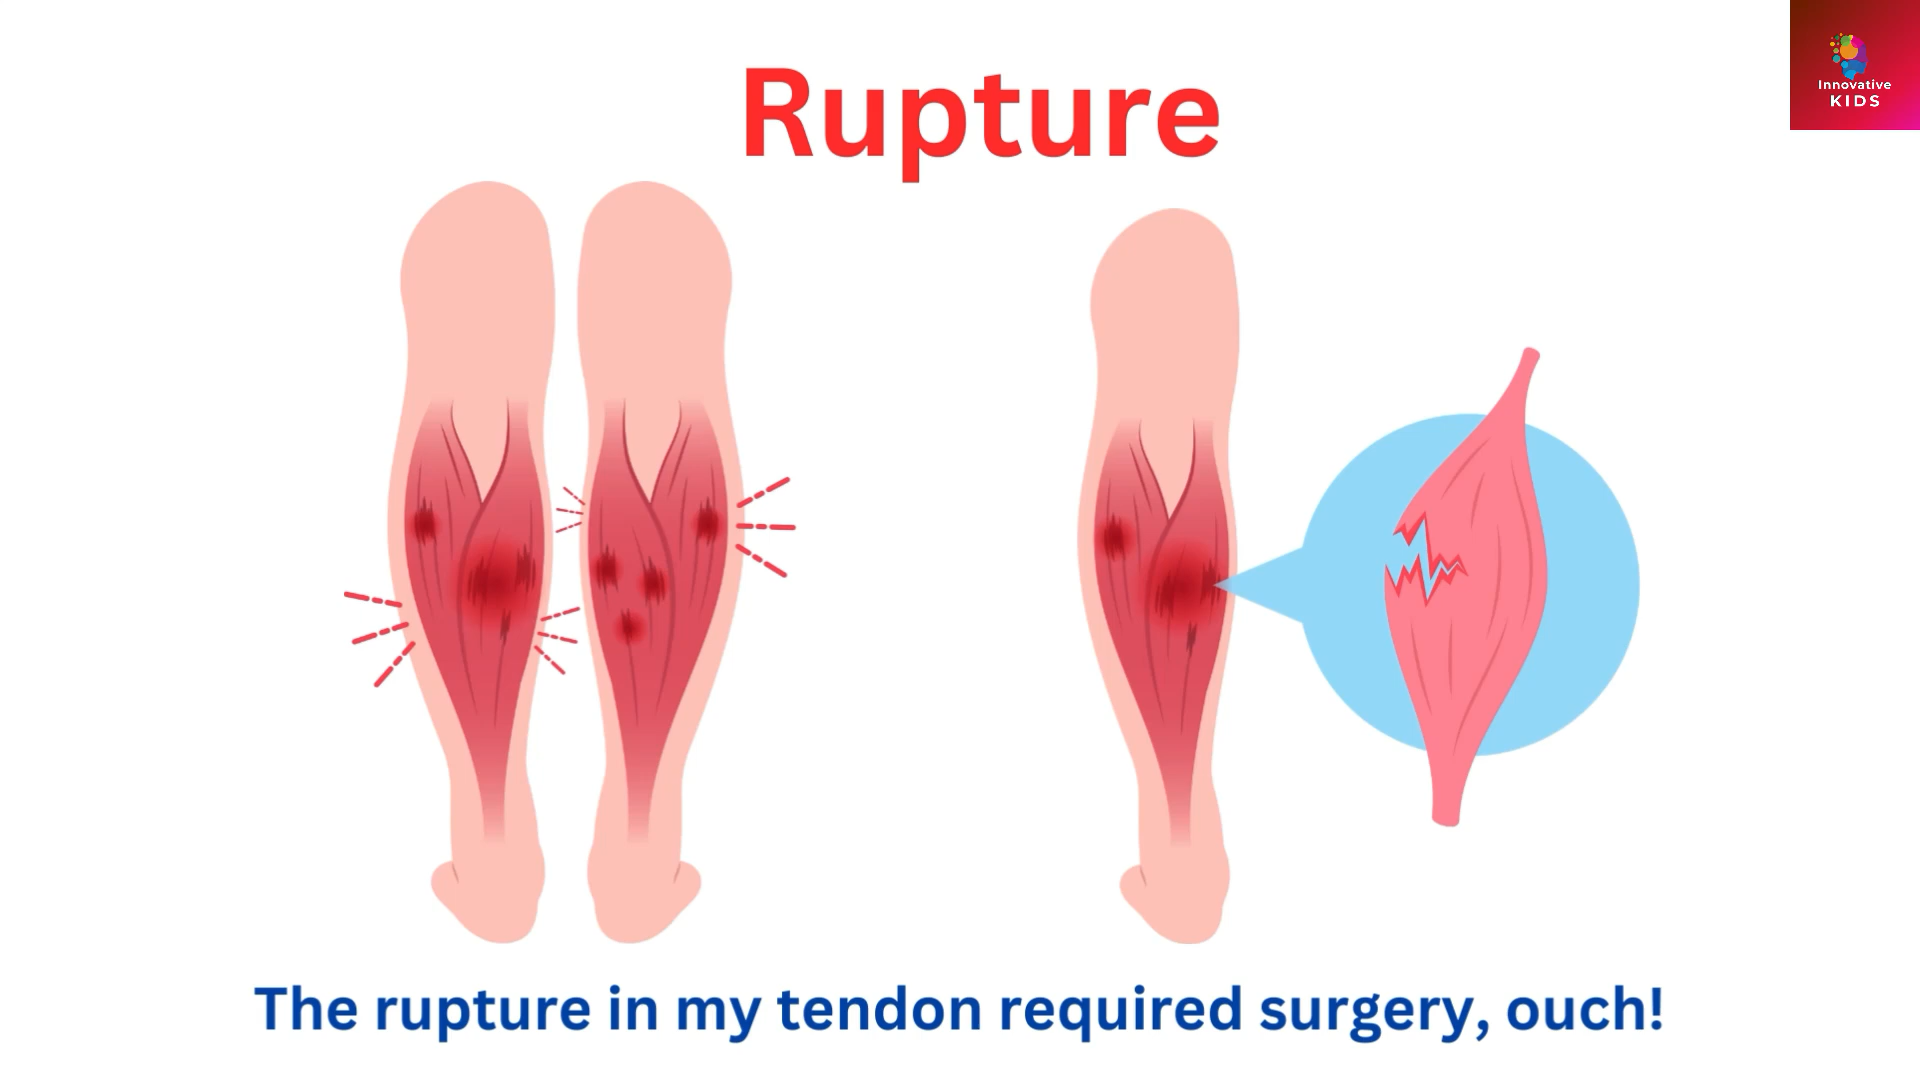 Innovative
KIDS
Rupture
The rupture in my tendon required surgery, ouch!